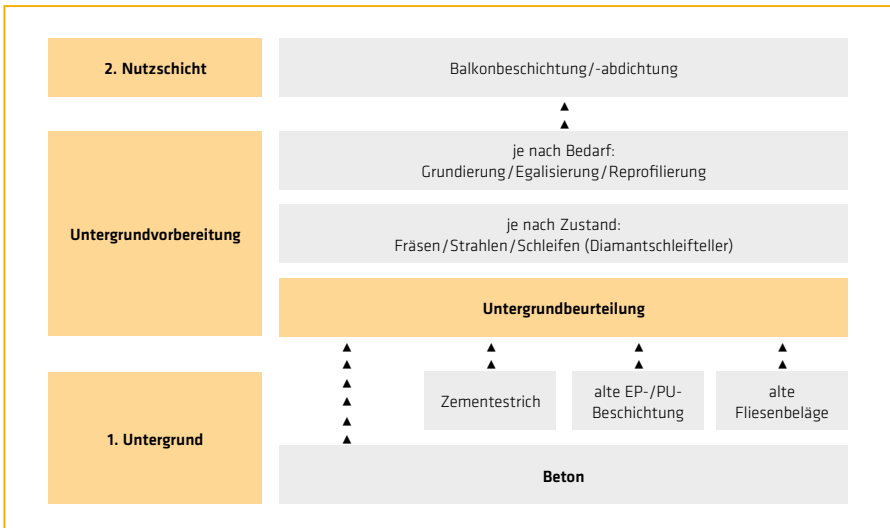 2. Nutzschicht
Balkonbeschichtung/-abdichtung
Untergrundvorbereitung
je nach Bedarf:
Grundierung/Egalisierung/Reprofilierung
je nach Zustand:
Fräsen/Strahlen/Schleifen (Diamantschleifteller)
Untergrundbeurteilung
1. Untergrund
Zementestrich
alte EP-/PU-
Beschichtung
alte
Fliesenbeläge
Beton